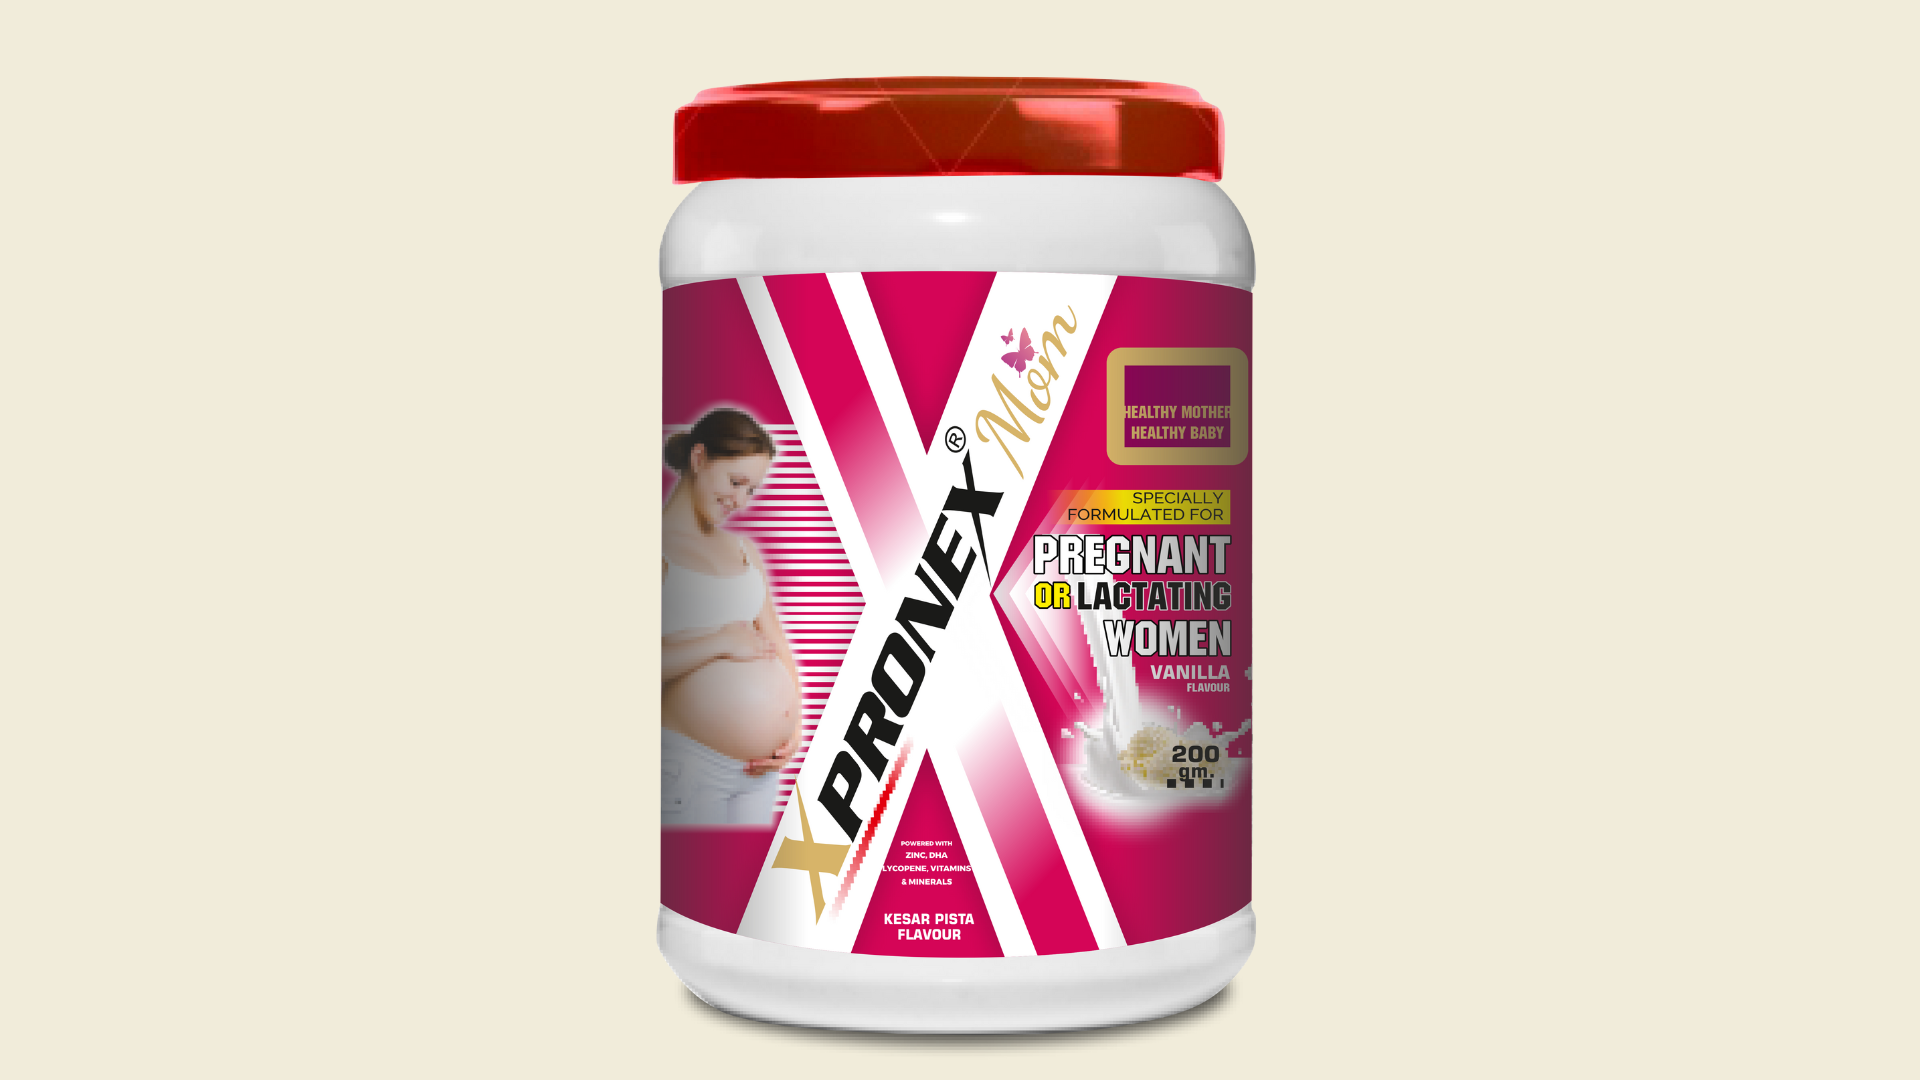 XPRONEX®
Mom
HEALTHY MOTHER
HEALTHY BABY
SPECIALLY
FORMULATED FOR
PREGNANT
OR LACTATING
WOMEN
VANILLA
FLAVOUR
200
gm.
POWERED WITH
ZINC, DHA
LYCOPENE, VITAMINS
& MINERALS
KESAR PISTA
FLAVOUR